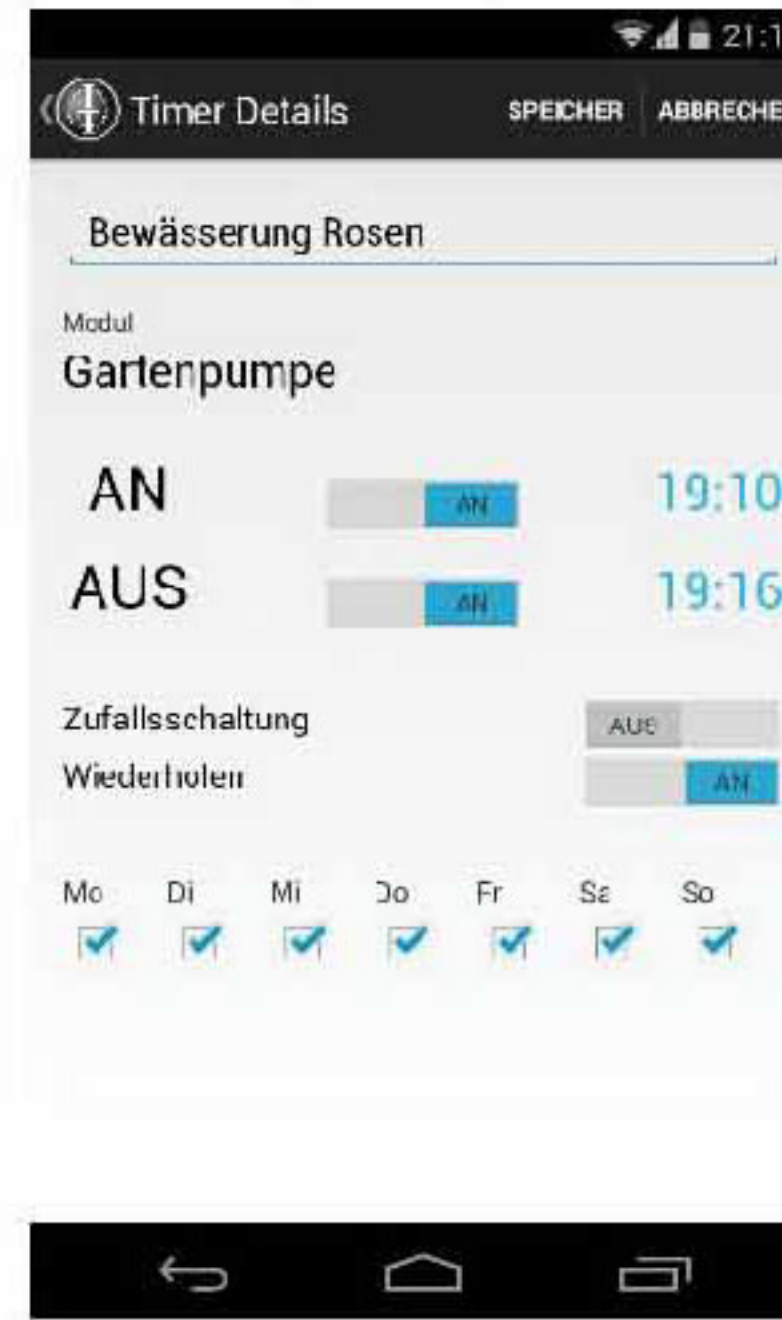 21:1
Timer Details SPEICHER ABBRECHE
Bewässerung Rosen
Modul
Gartenpumpe
AN AN 19:10
AUS AN 19:16
Zufallsschaltung AUS
Wiederholen AN
Mo Di Mi Do Fr Sa So